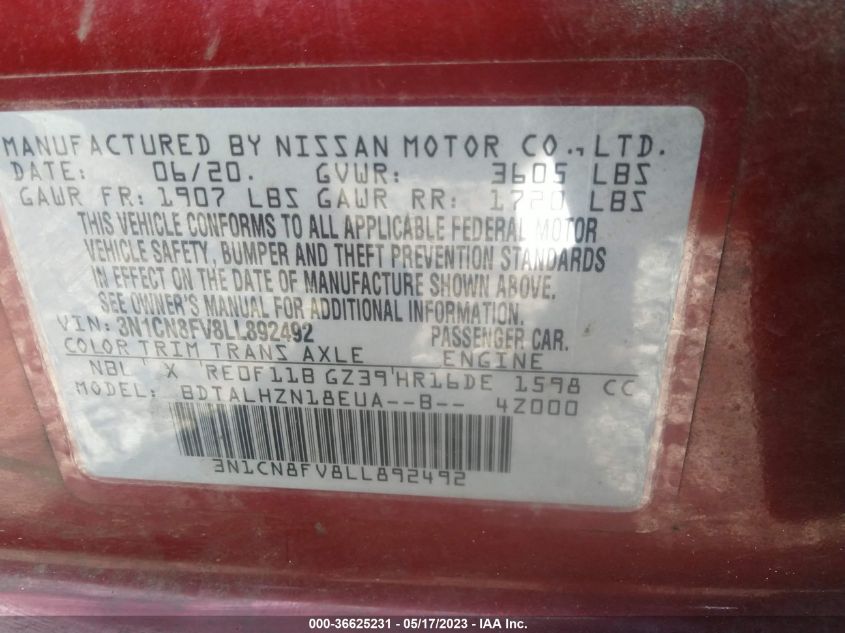 MANUFACTURED BY NISSAN MOTOR CO., LTD.
DATE: 06/20. GVWR: 3605 LBS
GAWR FR: 1907 LBS GAWR RR: 1720 LBS
THIS VEHICLE CONFORMS TO ALL APPLICABLE FEDERAL MOTOR
VEHICLE SAFETY, BUMPER AND THEFT PREVENTION STANDARDS
IN EFFECT ON THE DATE OF MANUFACTURE SHOWN ABOVE.
SEE OWNER'S MANUAL FOR ADDITIONAL INFORMATION.
VIN: 3N1CN8FV8LL892492 PASSENGER CAR.
COLOR TRIM TRANS AXLE ENGINE
NBL ' X 'RE0F11B GZ39'HR16DE 1598 CC
MODEL: BDTALHZN18EUA--B-- 4Z000
3N1CN8FV8LL892492
000-36625231 - 05/17/2023 - IAA Inc.